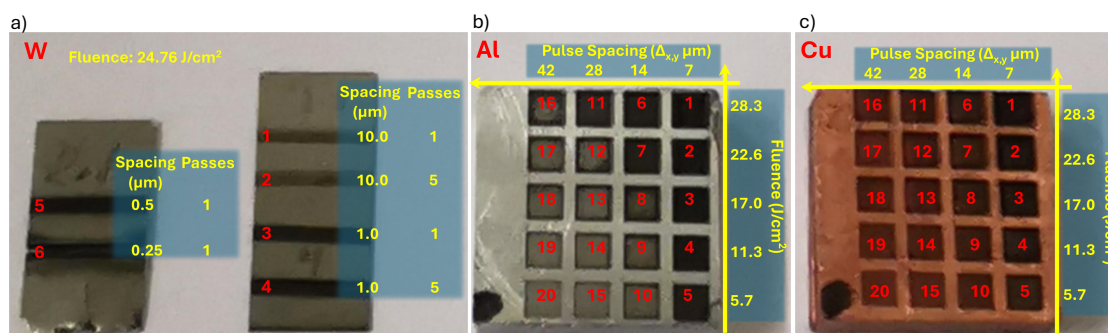 a)
W
Fluence: 24.76 J/cm²
Spacing Passes
(μm)
5 0.5 1
6 0.25 1
Spacing Passes
(μm)
1 10.0 1
2 10.0 5
3 1.0 1
4 1.0 5
b)
Al
Pulse Spacing (Δx,y μm)
42 28 14 7
16 11 6 1 28.3
17 12 7 2 22.6
18 13 8 3 17.0
19 14 9 4 11.3
20 15 10 5 5.7
Fluence (J/cm²)
c)
Cu
Pulse Spacing (Δx,y μm)
42 28 14 7
16 11 6 1 28.3
17 12 7 2 22.6
18 13 8 3 17.0
19 14 9 4 11.3
20 15 10 5 5.7